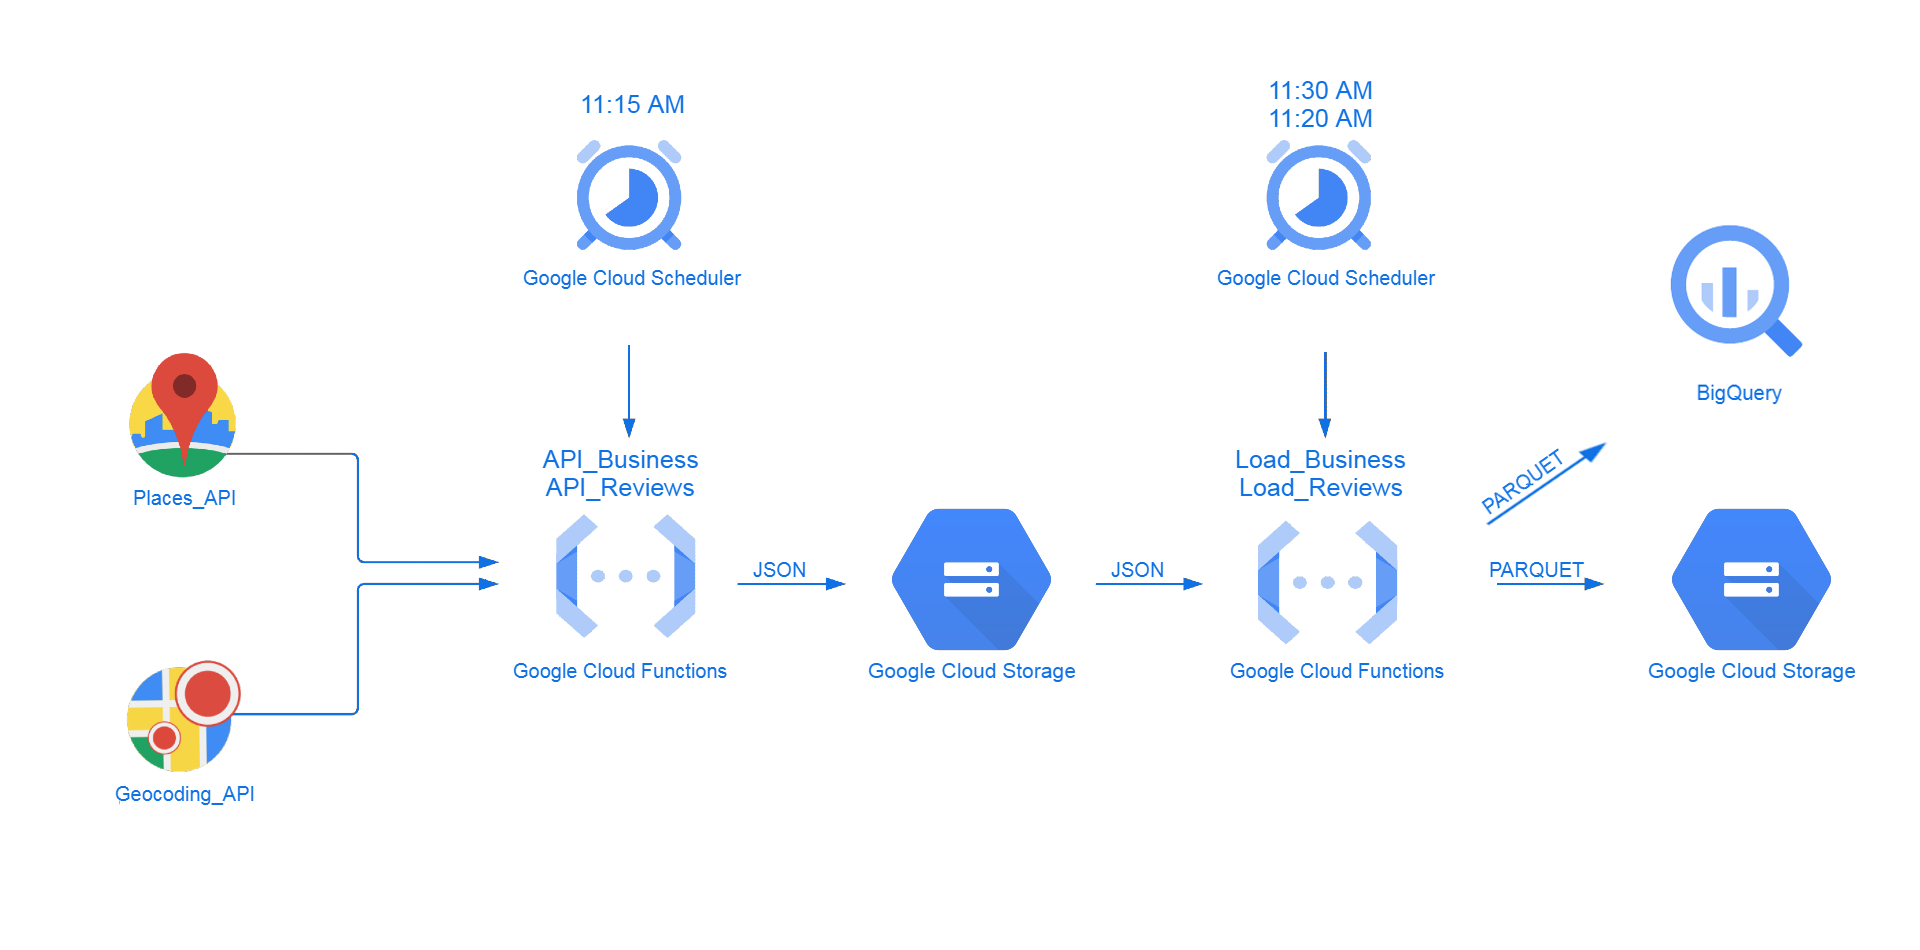 11:15 AM
Google Cloud Scheduler
11:30 AM
11:20 AM
Google Cloud Scheduler
BigQuery
Places_API
Geocoding_API
API_Business
API_Reviews
Google Cloud Functions
JSON
Google Cloud Storage
JSON
Load_Business
Load_Reviews
Google Cloud Functions
PARQUET
PARQUET
Google Cloud Storage